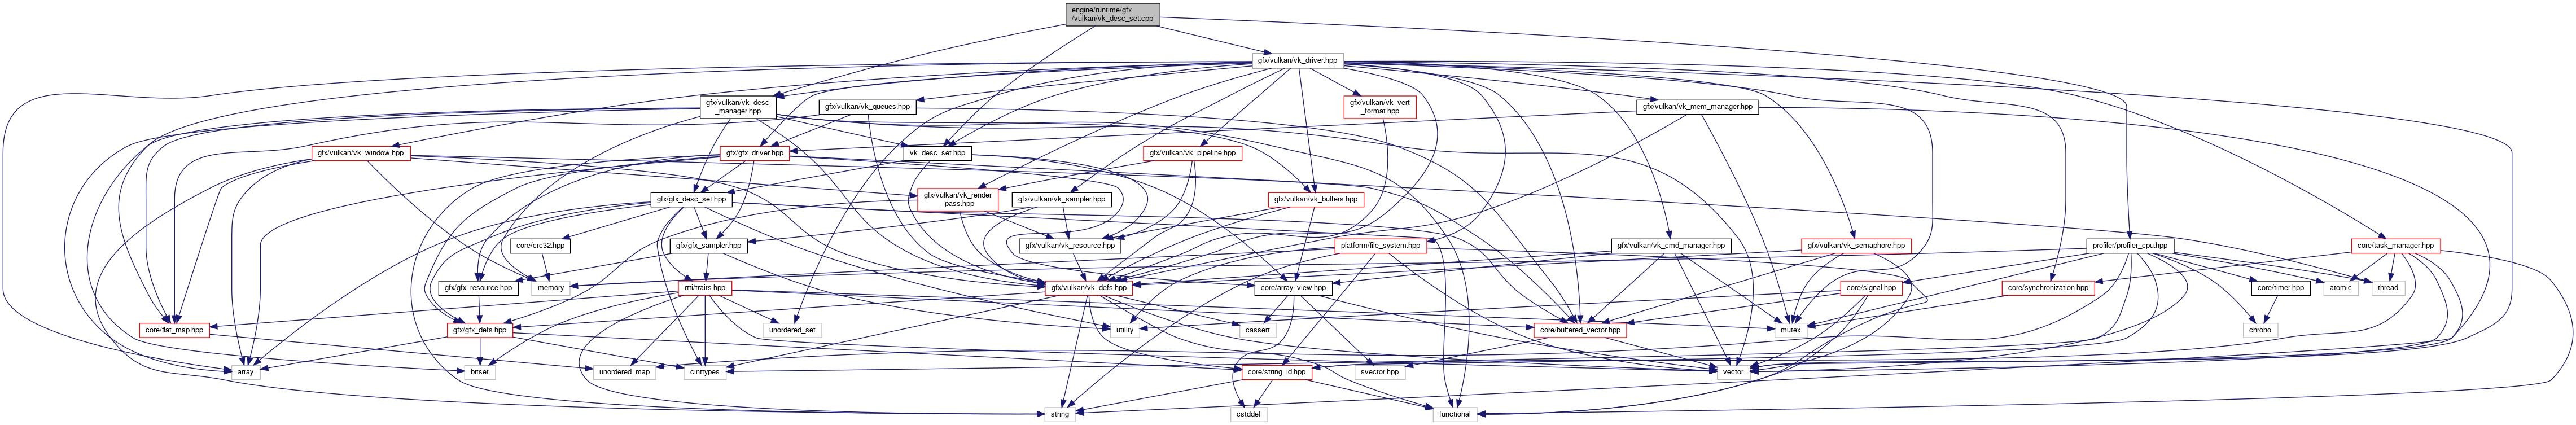 engine/runtime/gfx
/vulkan/vk_desc_set.cpp
gfx/vulkan/vk_driver.hpp
gfx/vulkan/vk_desc
_manager.hpp
gfx/vulkan/vk_queues.hpp
gfx/vulkan/vk_vert
_format.hpp
gfx/vulkan/vk_mem_manager.hpp
gfx/vulkan/vk_window.hpp
gfx/gfx_driver.hpp
vk_desc_set.hpp
gfx/vulkan/vk_pipeline.hpp
gfx/gfx_desc_set.hpp
gfx/vulkan/vk_render
_pass.hpp
gfx/vulkan/vk_sampler.hpp
gfx/vulkan/vk_buffers.hpp
core/crc32.hpp
gfx/gfx_sampler.hpp
gfx/vulkan/vk_resource.hpp
platform/file_system.hpp
gfx/vulkan/vk_cmd_manager.hpp
gfx/vulkan/vk_semaphore.hpp
profiler/profiler_cpu.hpp
core/task_manager.hpp
gfx/gfx_resource.hpp
memory
rtti/traits.hpp
gfx/vulkan/vk_defs.hpp
core/array_view.hpp
core/signal.hpp
core/synchronization.hpp
core/timer.hpp
atomic
thread
core/flat_map.hpp
gfx/gfx_defs.hpp
unordered_set
utility
cassert
core/buffered_vector.hpp
mutex
chrono
array
bitset
unordered_map
cinttypes
core/string_id.hpp
svector.hpp
vector
string
cstddef
functional